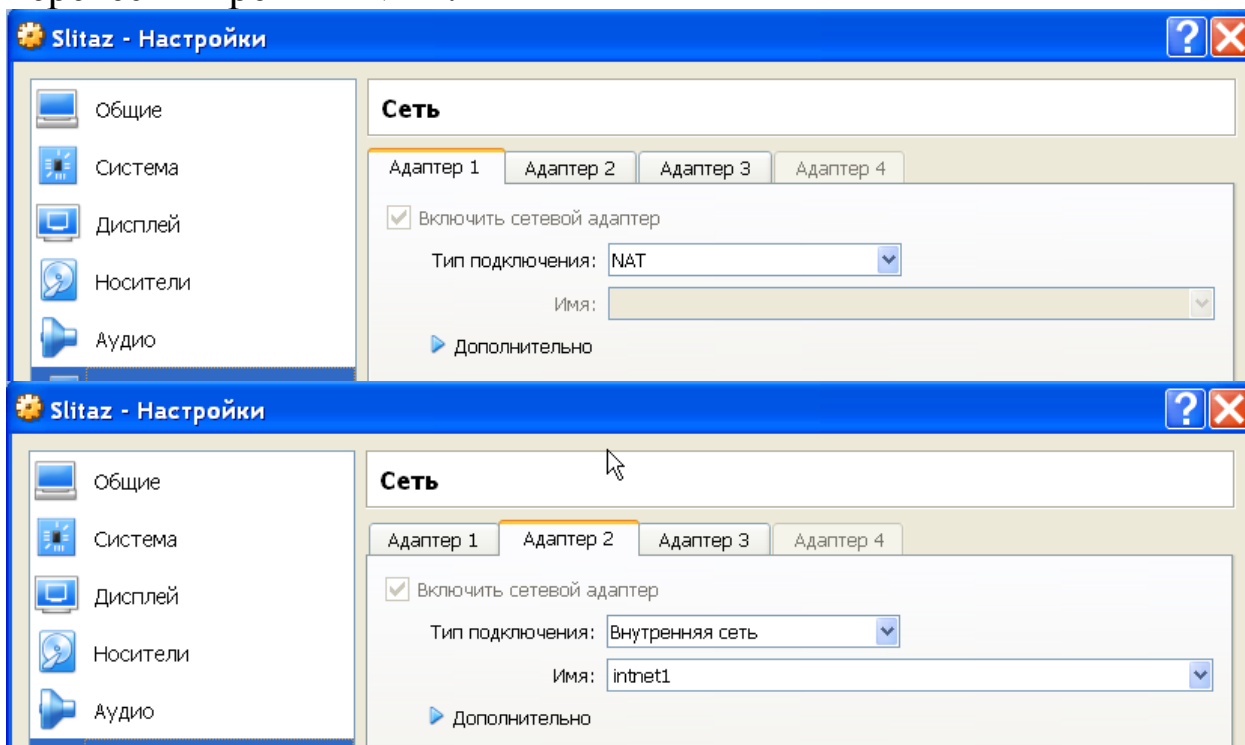 Slitaz - Настройки
Общие
Система
Дисплей
Носители
Аудио
Сеть
Адаптер 1 Адаптер 2 Адаптер 3 Адаптер 4
Включить сетевой адаптер
Тип подключения: NAT
Имя:
Дополнительно
Slitaz - Настройки
Общие
Система
Дисплей
Носители
Аудио
Сеть
Адаптер 1 Адаптер 2 Адаптер 3 Адаптер 4
Включить сетевой адаптер
Тип подключения: Внутренняя сеть
Имя: intnet1
Дополнительно